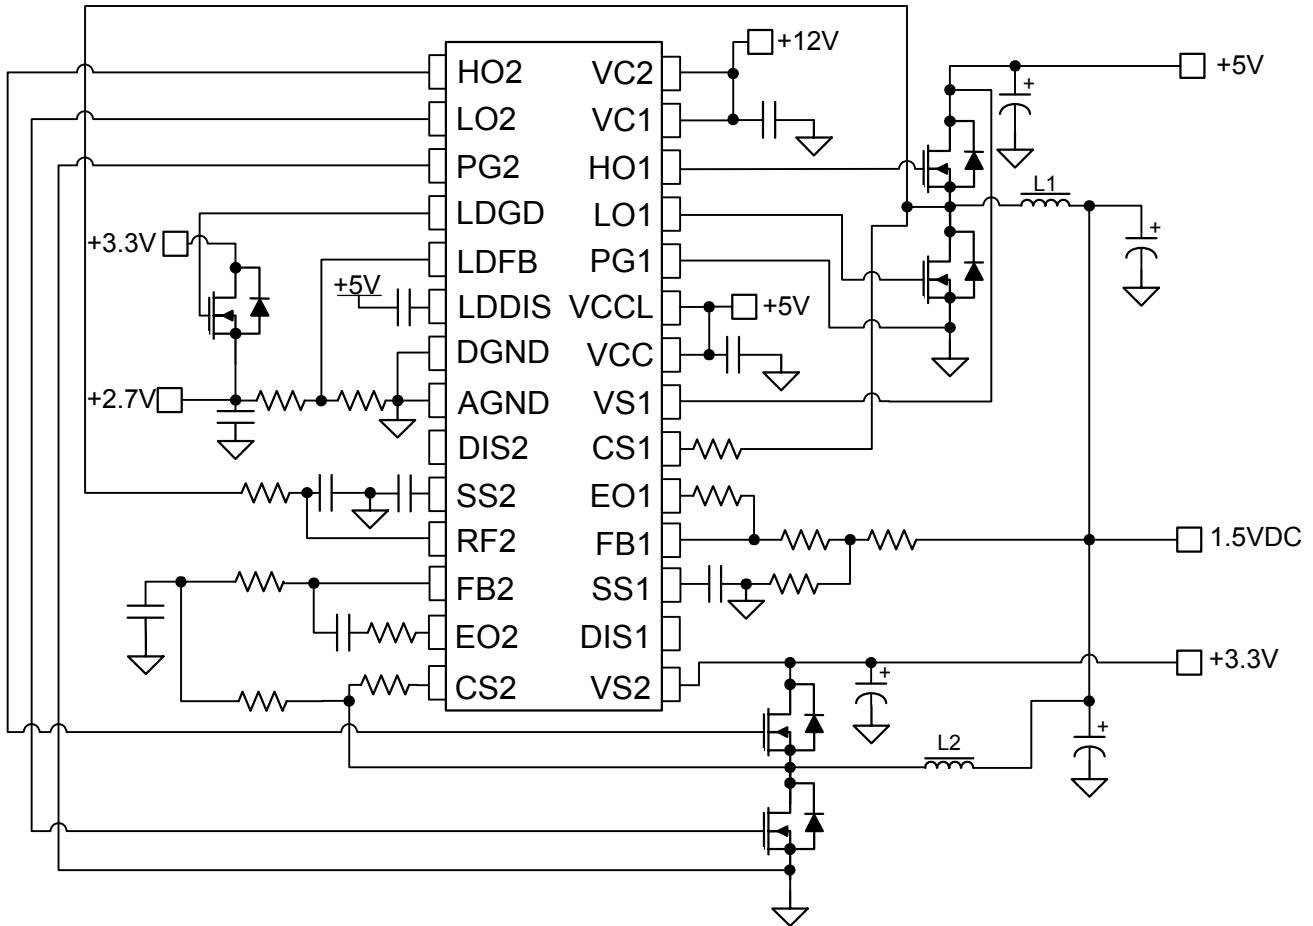 HO2
LO2
PG2
LDGD
LDFB
LDDIS
DGND
AGND
DIS2
SS2
RF2
FB2
EO2
CS2
VC2
VC1
HO1
LO1
PG1
VCCL
VCC
VS1
CS1
EO1
FB1
SS1
DIS1
VS2
+12V
+5V
+
L1
+
+3.3V
+5V
+5V
+2.7V
1.5VDC
+3.3V
+
L2
+